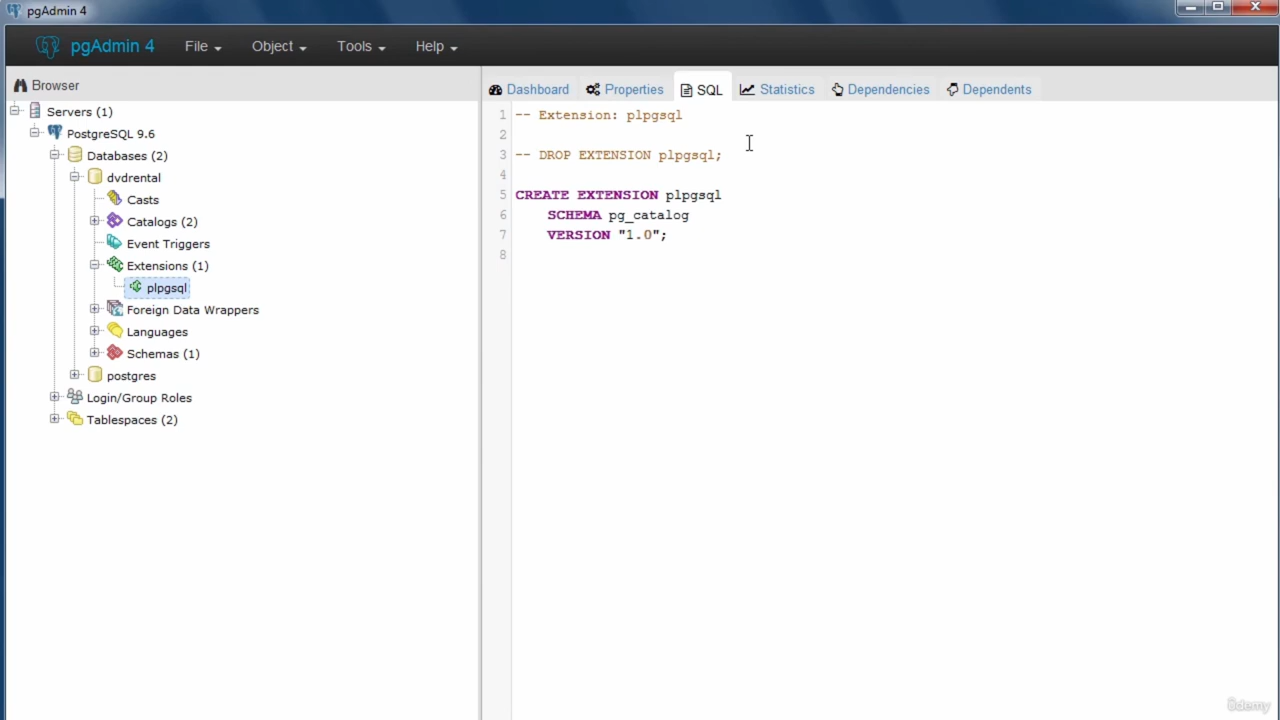 pgAdmin 4
pgAdmin 4 File Object Tools Help
Browser
Dashboard Properties SQL Statistics Dependencies Dependents
Servers (1)
PostgreSQL 9.6
Databases (2)
dvdrental
Casts
Catalogs (2)
Event Triggers
Extensions (1)
plpgsql
Foreign Data Wrappers
Languages
Schemas (1)
postgres
Login/Group Roles
Tablespaces (2)
1 -- Extension: plpgsql
2
3 -- DROP EXTENSION plpgsql;
4
5 CREATE EXTENSION plpgsql
6 SCHEMA pg_catalog
7 VERSION "1.0";
8
ûdemy